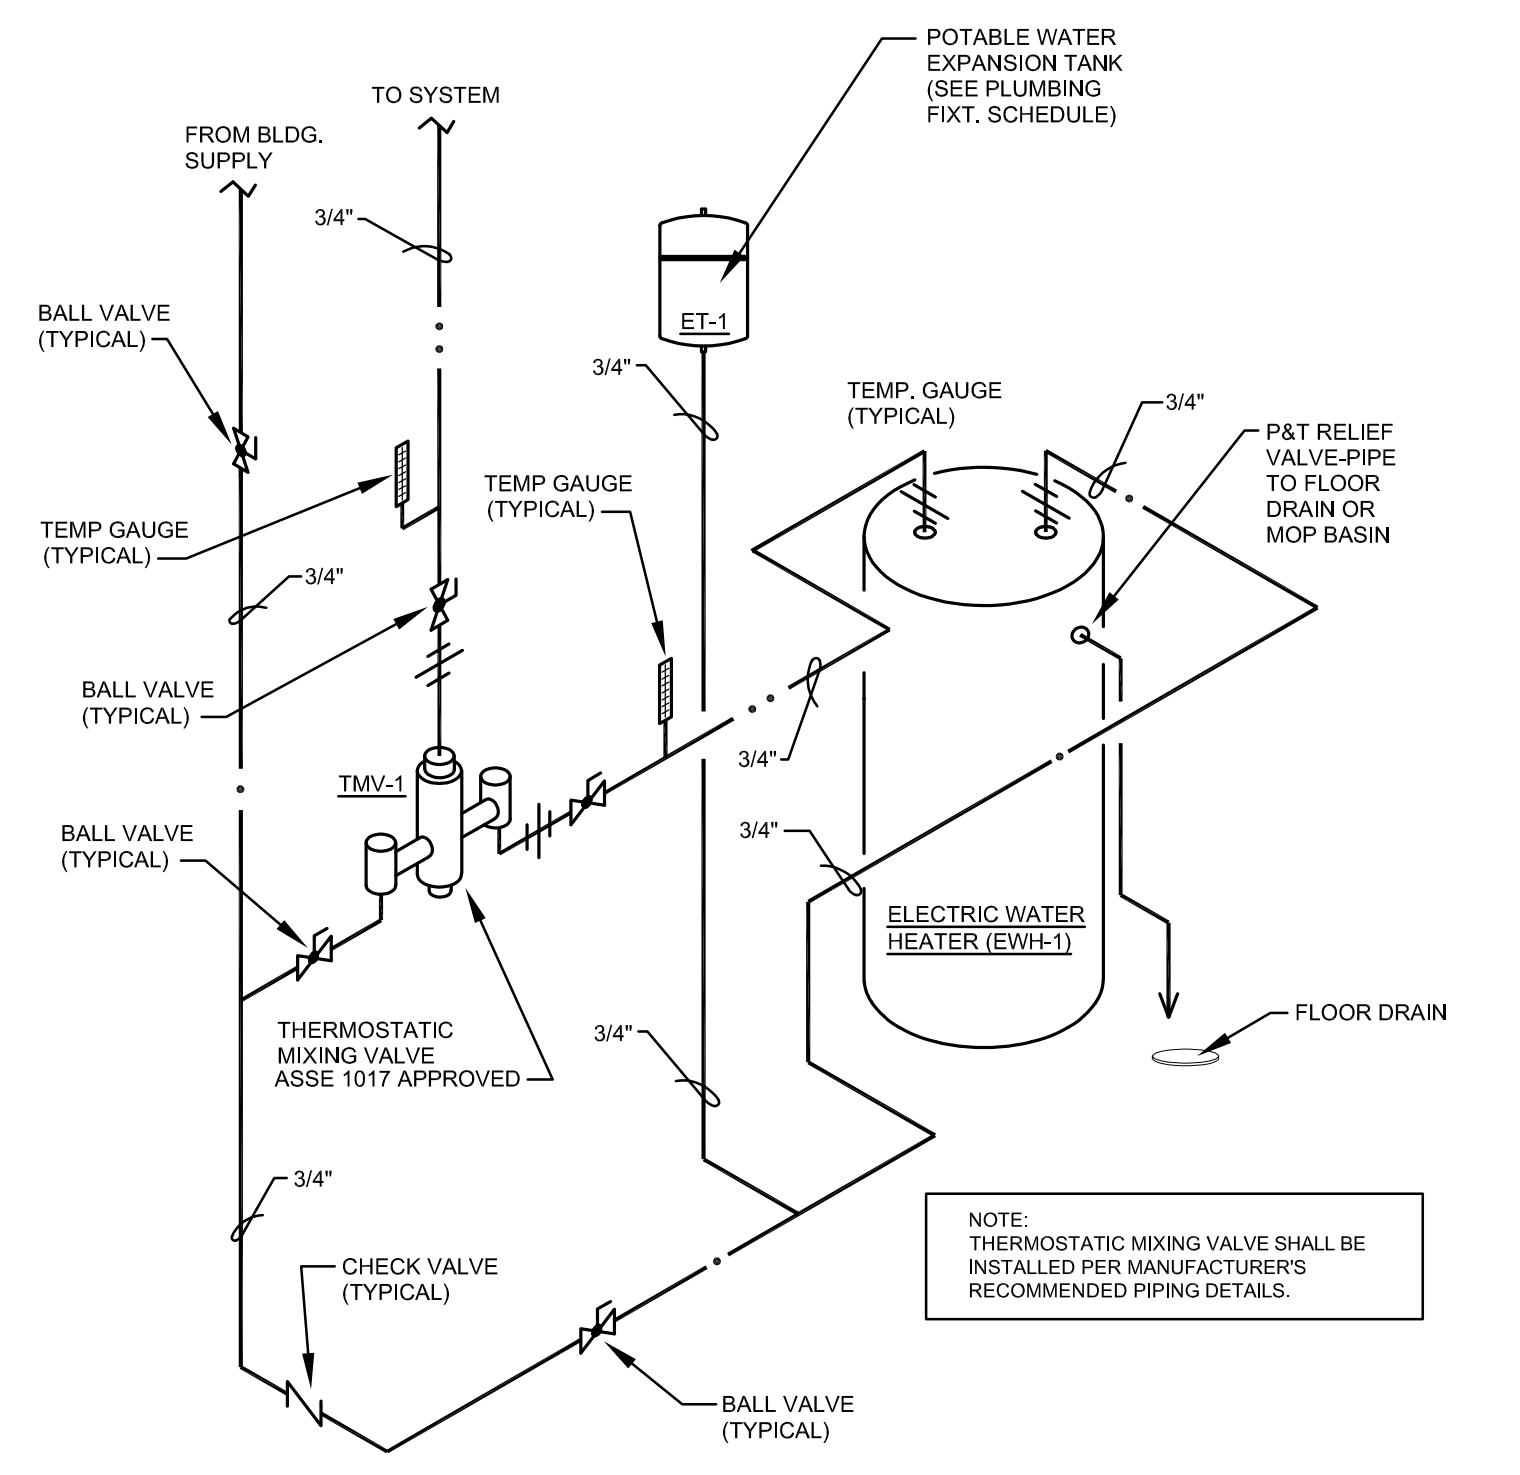 POTABLE WATER
EXPANSION TANK
(SEE PLUMBING
FIXT. SCHEDULE)
TO SYSTEM
FROM BLDG.
SUPPLY
3/4"
BALL VALVE
(TYPICAL)
ET-1
3/4"
TEMP. GAUGE
(TYPICAL)
3/4"
P&T RELIEF
VALVE-PIPE
TO FLOOR
DRAIN OR
MOP BASIN
TEMP GAUGE
(TYPICAL)
TEMP GAUGE
(TYPICAL)
3/4"
BALL VALVE
(TYPICAL)
3/4"
TMV-1
BALL VALVE
(TYPICAL)
3/4"
ELECTRIC WATER
HEATER (EWH-1)
THERMOSTATIC
MIXING VALVE
ASSE 1017 APPROVED
3/4"
FLOOR DRAIN
3/4"
CHECK VALVE
(TYPICAL)
NOTE:
THERMOSTATIC MIXING VALVE SHALL BE
INSTALLED PER MANUFACTURER'S
RECOMMENDED PIPING DETAILS.
BALL VALVE
(TYPICAL)